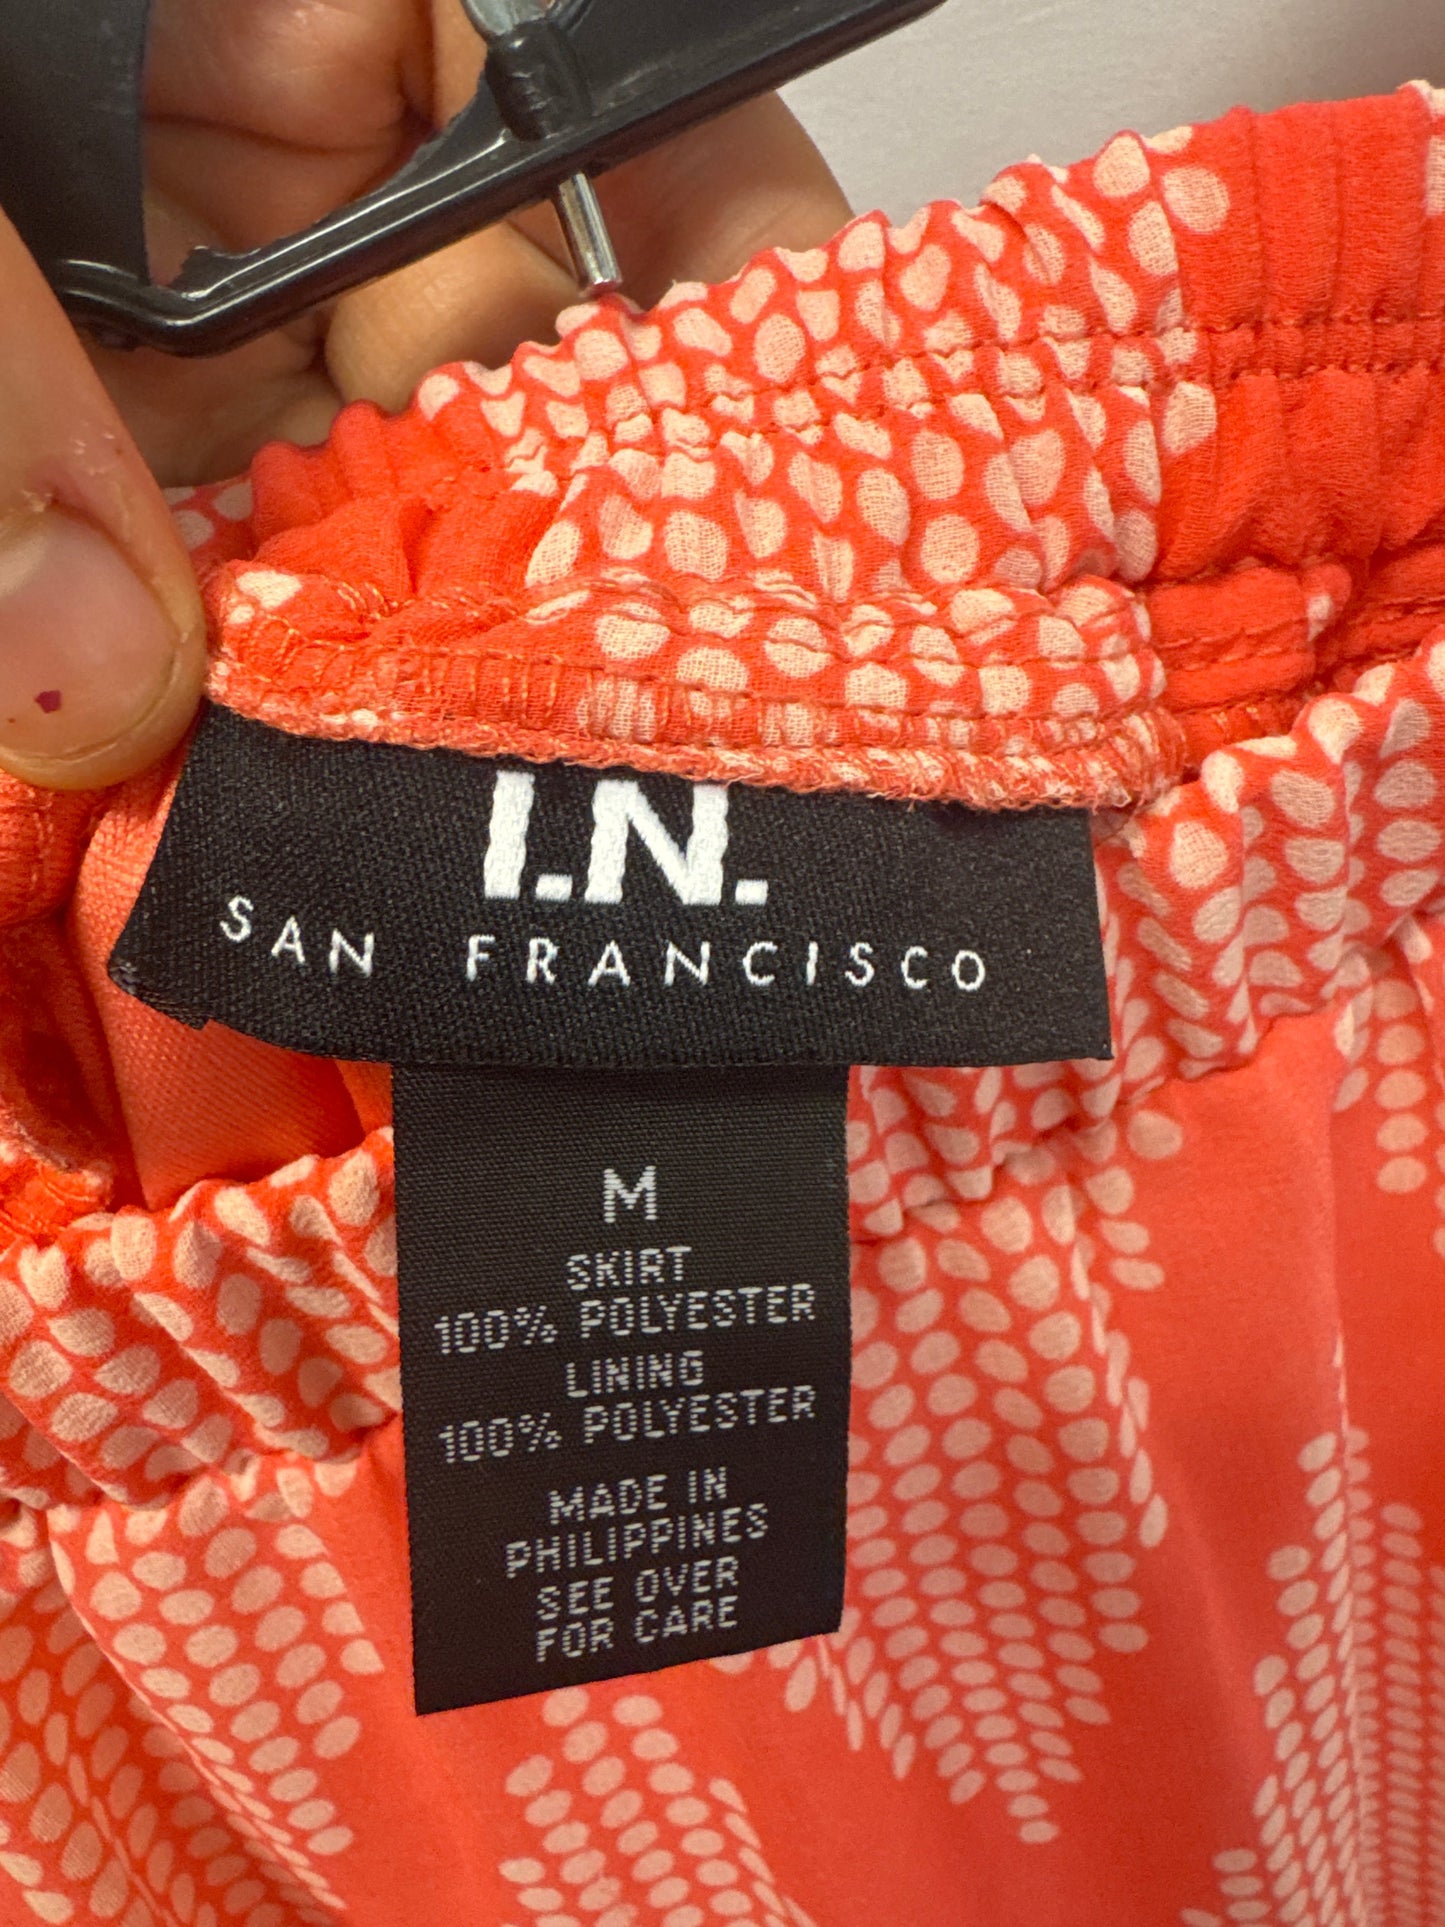 I.N.
SAN FRANCISCO
M
SKIRT
100% POLYESTER
LINING
100% POLYESTER
MADE IN
PHILIPPINES
SEE OVER
FOR CARE